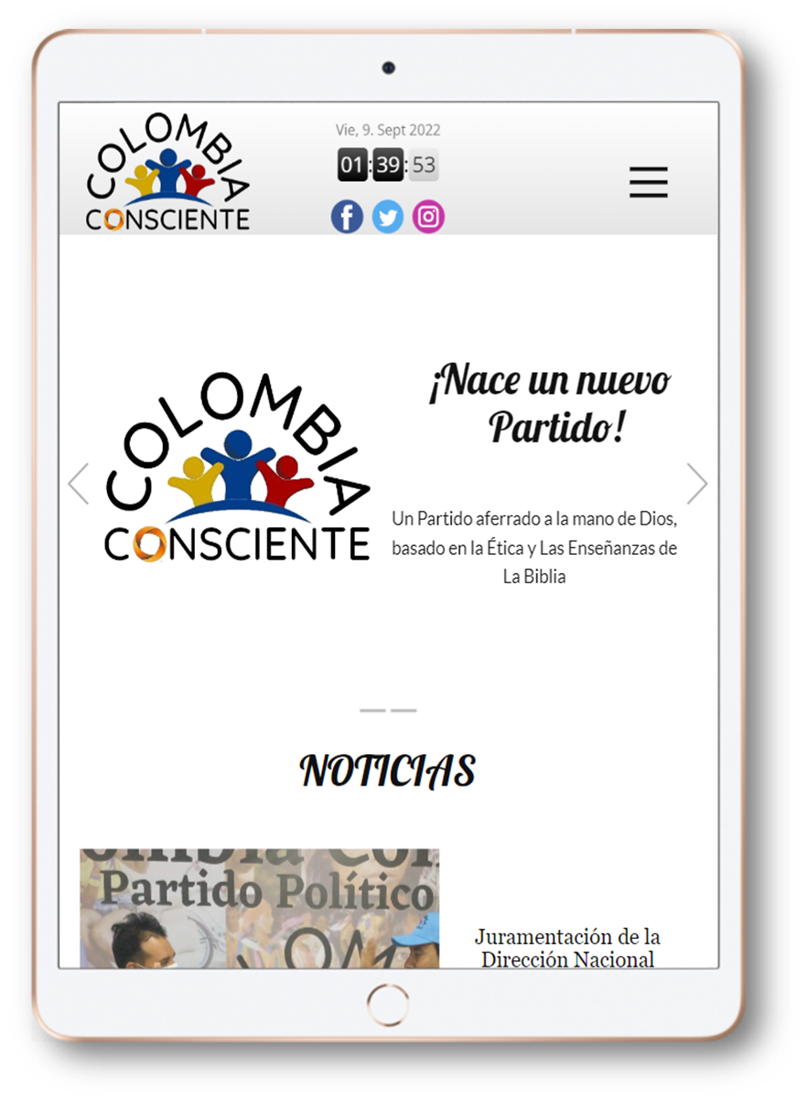 COLOMBIA
CONSCIENTE
Vie, 9. Sept 2022
01:39:53
COLOMBIA
CONSCIENTE
¡Nace un nuevo
Partido!
Un Partido aferrado a la mano de Dios,
basado en la Ética y Las Enseñanzas de
La Biblia
NOTICIAS
Partido Político
Juramentación de la
Dirección Nacional